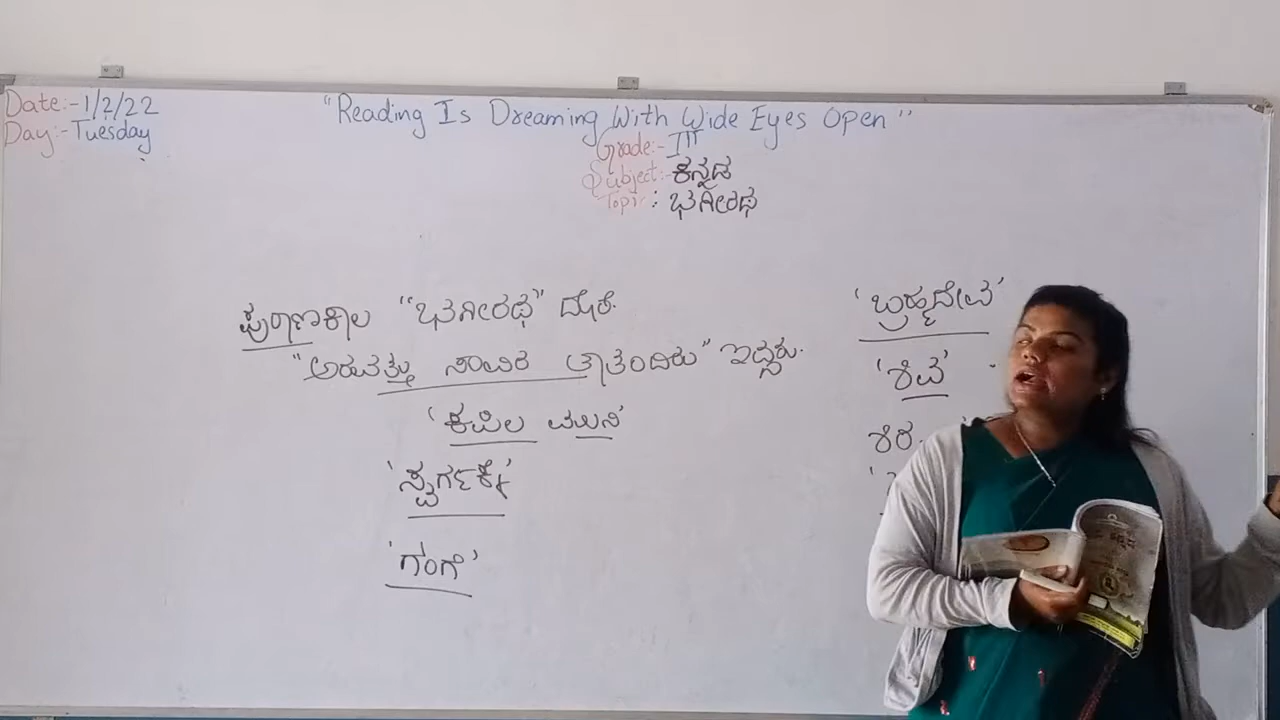 Date:-1/2/22
Day:-Tuesday
"Reading Is Dreaming With Wide Eyes Open"
Grade:-III
Subject:-ಕನ್ನಡ
Topic: ಭಗೀರಥ
ಪುರಾಣಕಾಲ "ಭಗೀರಥ" ದೊರೆ.
"ಅರುವತ್ತು ಸಾವಿರ ತಾತಂದಿರು" ಇದ್ದರು.
'ಕಪಿಲ ಮುನಿ'
'ಸ್ವರ್ಗಕ್ಕೆ'
'ಗಂಗೆ'
'ಬ್ರಹ್ಮದೇವ'
'ಶಿವ'